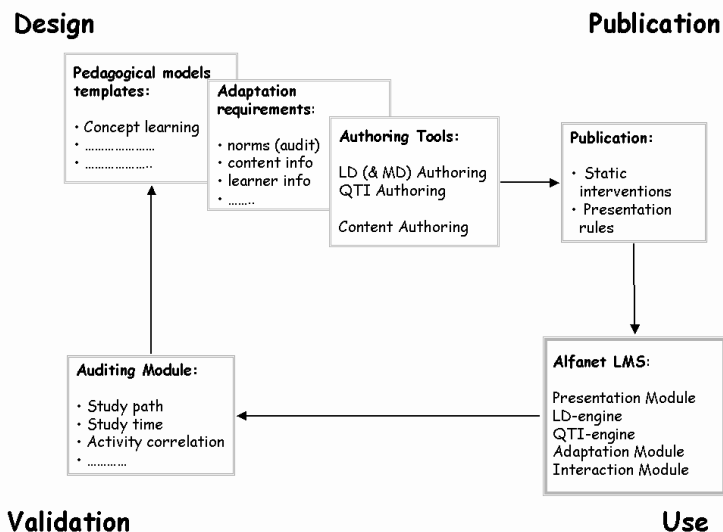 Design
Publication
Pedagogical models
templates:
• Concept learning
• …………………
• ………………..
Adaptation
requirements:
• norms (audit)
• content info
• learner info
• ……..
Authoring Tools:
LD (& MD) Authoring
QTI Authoring
Content Authoring
Publication:
• Static
interventions
• Presentation
rules
Alfanet LMS:
Presentation Module
LD-engine
QTI-engine
Adaptation Module
Interaction Module
Auditing Module:
• Study path
• Study time
• Activity correlation
• …………
Validation
Use